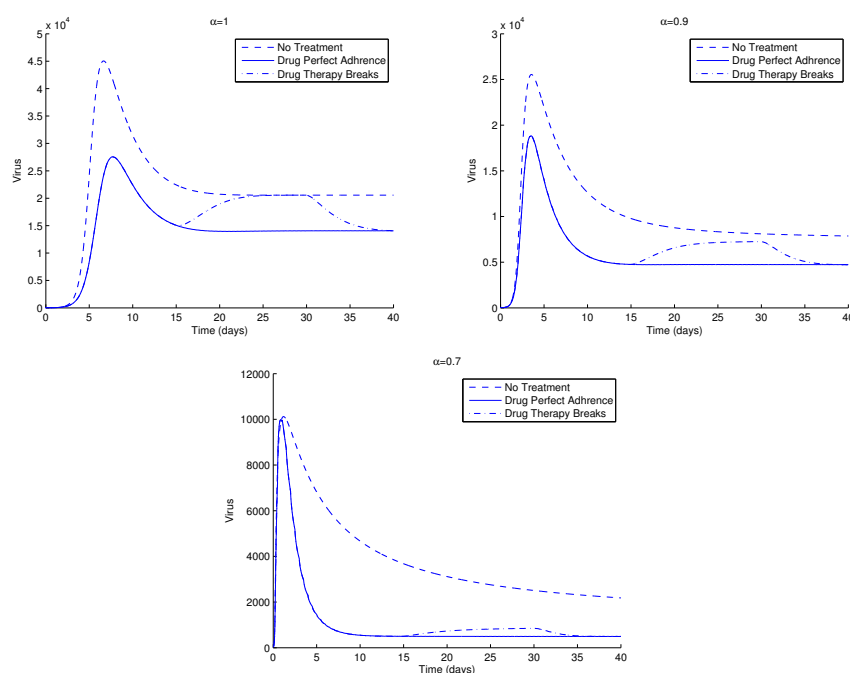 α=1
x 10^4
5
4.5
4
3.5
3
2.5
2
1.5
1
0.5
0
Virus
0 5 10 15 20 25 30 35 40
Time (days)
No Treatment
Drug Perfect Adhrence
Drug Therapy Breaks
α=0.9
x 10^4
3
2.5
2
1.5
1
0.5
0
Virus
0 5 10 15 20 25 30 35 40
Time (days)
No Treatment
Drug Perfect Adhrence
Drug Therapy Breaks
α=0.7
12000
10000
8000
6000
4000
2000
0
Virus
0 5 10 15 20 25 30 35 40
Time (days)
No Treatment
Drug Perfect Adhrence
Drug Therapy Breaks